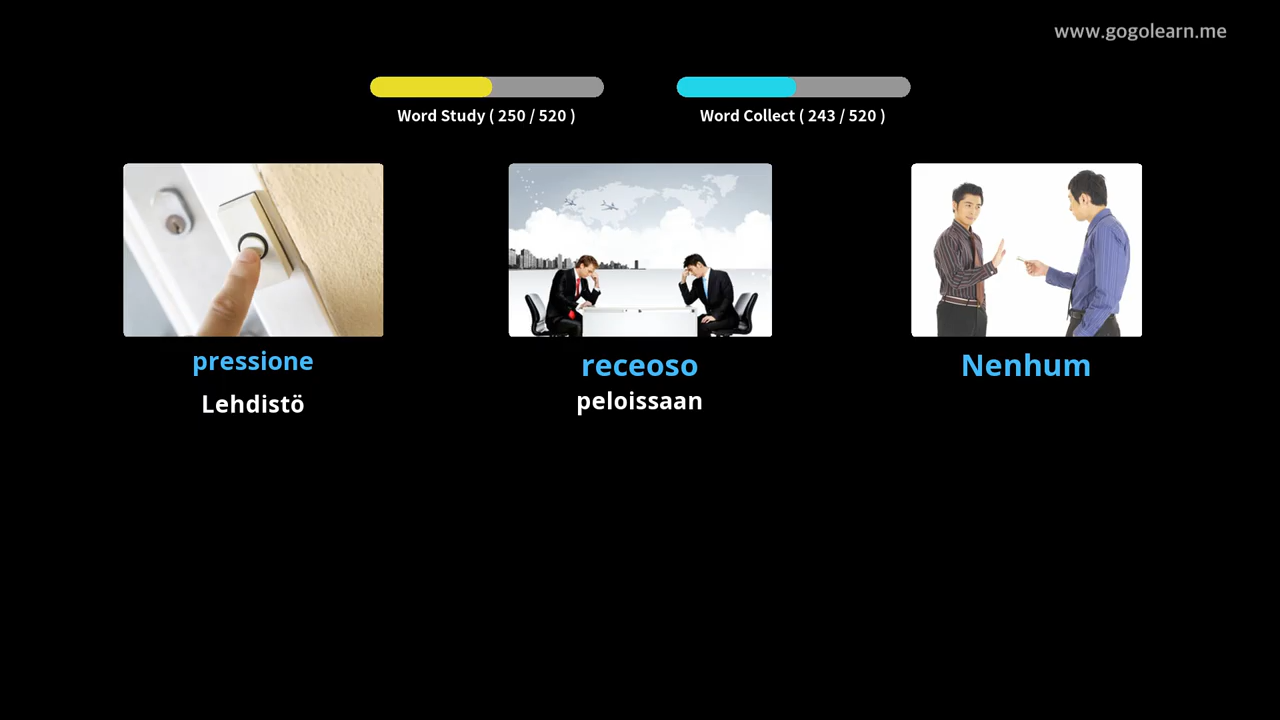 www.gogolearn.me
Word Study ( 250 / 520 )
Word Collect ( 243 / 520 )
pressione
Lehdistö
receoso
peloissaan
Nenhum